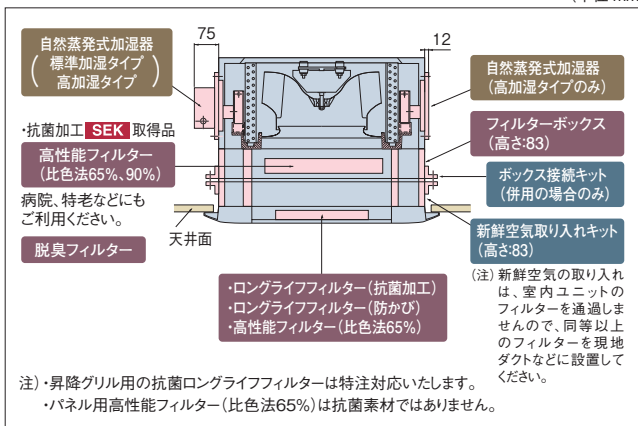 75
12
自然蒸発式加湿器
(標準加湿タイプ
高加湿タイプ)
・抗菌加工 SEK 取得品
高性能フィルター
(比色法65%、90%)
病院、特老などにも
ご利用ください。
脱臭フィルター
天井面
自然蒸発式加湿器
(高加湿タイプのみ)
フィルターボックス
(高さ:83)
ボックス接続キット
(併用の場合のみ)
新鮮空気取り入れキット
(高さ:83)
(注) 新鮮空気の取り入れ
は、室内ユニットの
フィルターを通過しま
せんので、同等以上
のフィルターを現地
ダクトなどに設置して
ください。
・ロングライフフィルター(抗菌加工)
・ロングライフフィルター(防かび)
・高性能フィルター(比色法65%)
注)・昇降グリル用の抗菌ロングライフフィルターは特注対応いたします。
・パネル用高性能フィルター(比色法65%)は抗菌素材ではありません。